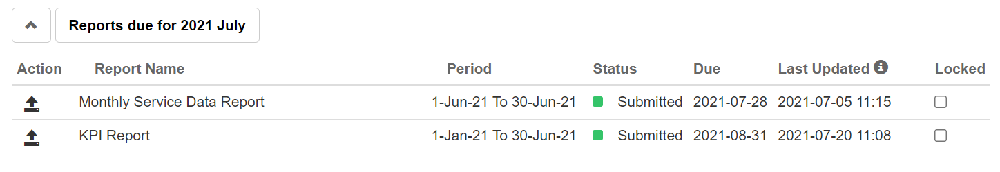 Reports due for 2021 July
Action Report Name Period Status Due Last Updated Locked
Monthly Service Data Report 1-Jun-21 To 30-Jun-21 Submitted 2021-07-28 2021-07-05 11:15
KPI Report 1-Jan-21 To 30-Jun-21 Submitted 2021-08-31 2021-07-20 11:08